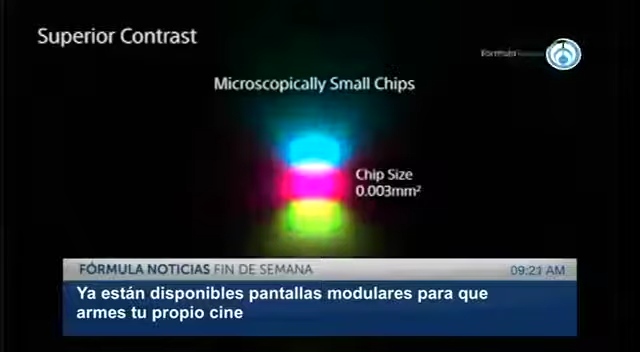 Superior Contrast
Fórmula
Microscopically Small Chips
Chip Size
0.003mm²
FÓRMULA NOTICIAS FIN DE SEMANA
09:21 AM
Ya están disponibles pantallas modulares para que
armes tu propio cine